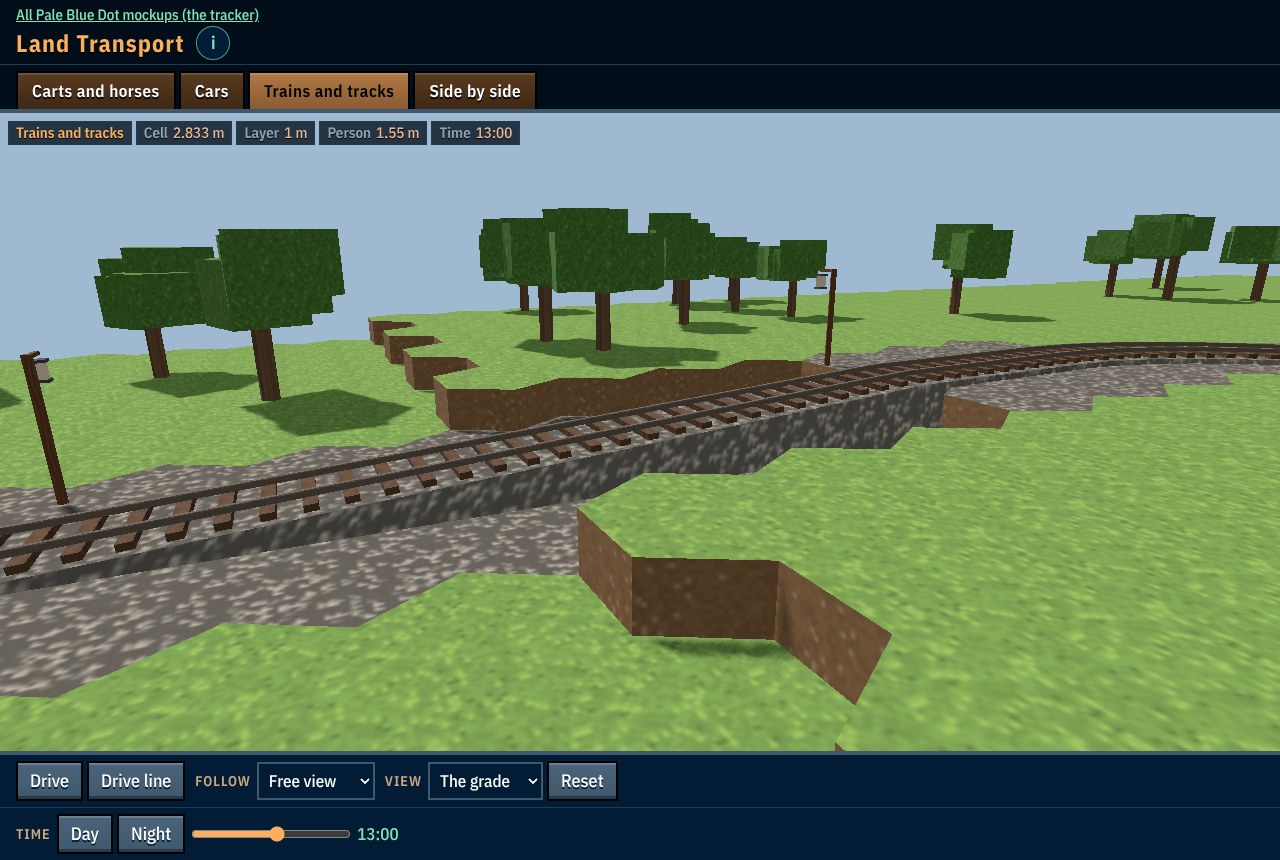 All Pale Blue Dot mockups (the tracker)
Land Transport i
Carts and horses Cars Trains and tracks Side by side
Trains and tracks Cell 2.833 m Layer 1 m Person 1.55 m Time 13:00
Drive Drive line FOLLOW Free view VIEW The grade Reset
TIME Day Night 13:00